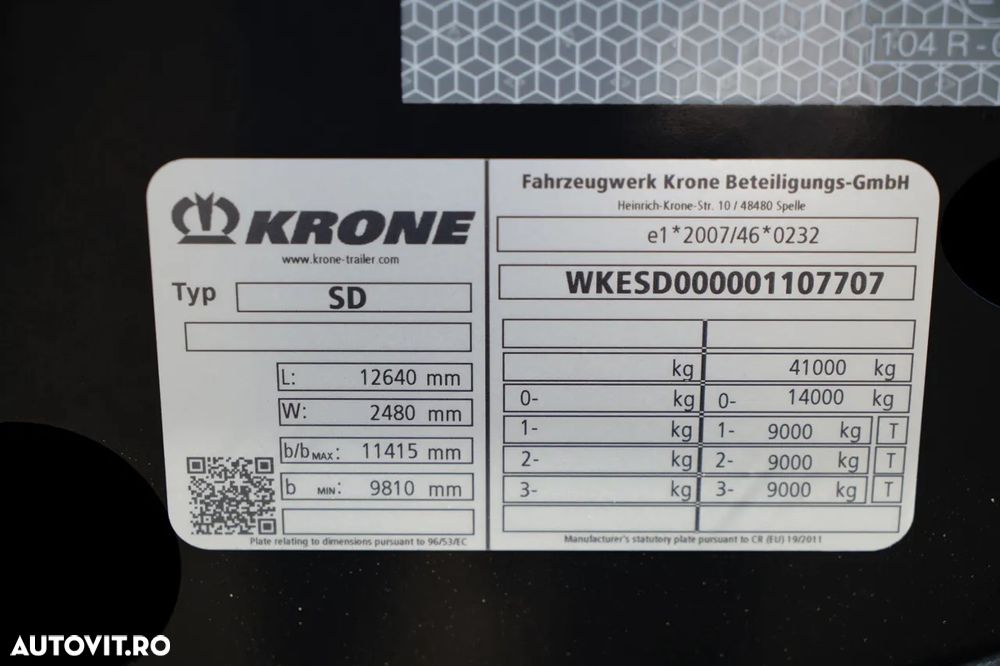 104 R - 0
KRONE
www.krone-trailer.com
Typ SD
L: 12640 mm
W: 2480 mm
b/b MAX: 11415 mm
b MIN: 9810 mm
Plate relating to dimensions pursuant to 96/53/EC
Fahrzeugwerk Krone Beteiligungs-GmbH
Heinrich-Krone-Str. 10 / 48480 Spelle
e1*2007/46*0232
WKESD000001107707
kg 41000 kg
0- kg 0- 14000 kg
1- kg 1- 9000 kg T
2- kg 2- 9000 kg T
3- kg 3- 9000 kg T
Manufacturer's statutory plate pursuant to CR (EU) 19/2011
AUTOVIT.RO